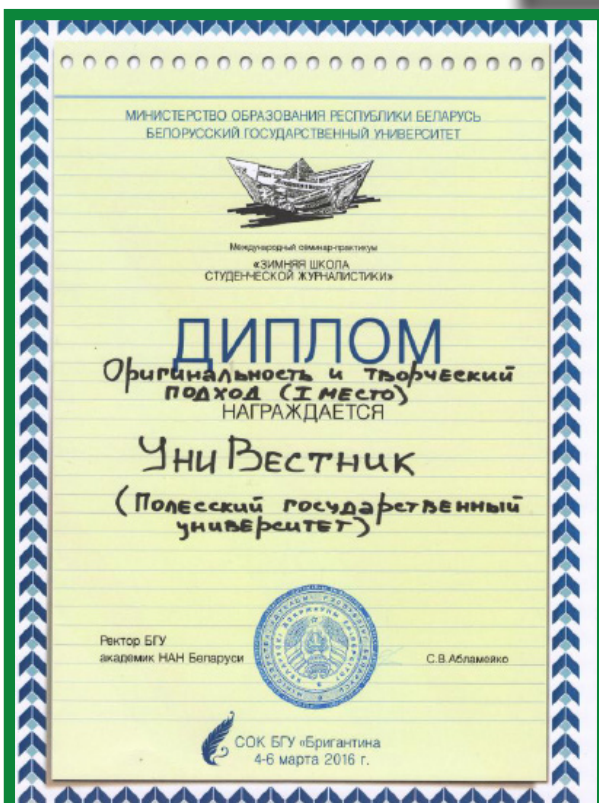 МИНИСТЕРСТВО ОБРАЗОВАНИЯ РЕСПУБЛИКИ БЕЛАРУСЬ
БЕЛОРУССКИЙ ГОСУДАРСТВЕННЫЙ УНИВЕРСИТЕТ
Международный семинар-практикум
«ЗИМНЯЯ ШКОЛА
СТУДЕНЧЕСКОЙ ЖУРНАЛИСТИКИ»
ДИПЛОМ
Оригинальность и творческий
подход (I место)
НАГРАЖДАЕТСЯ
УниВестник
(Полесский государственный
университет)
Ректор БГУ
академик НАН Беларуси
С.В.Абламейко
СОК БГУ «Бригантина
4-6 марта 2016 г.